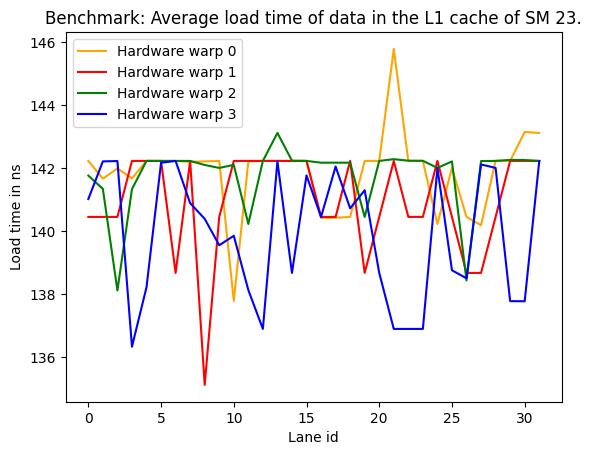 Benchmark: Average load time of data in the L1 cache of SM 23.
Hardware warp 0
Hardware warp 1
Hardware warp 2
Hardware warp 3
Load time in ns
146
144
142
140
138
136
0 5 10 15 20 25 30
Lane id